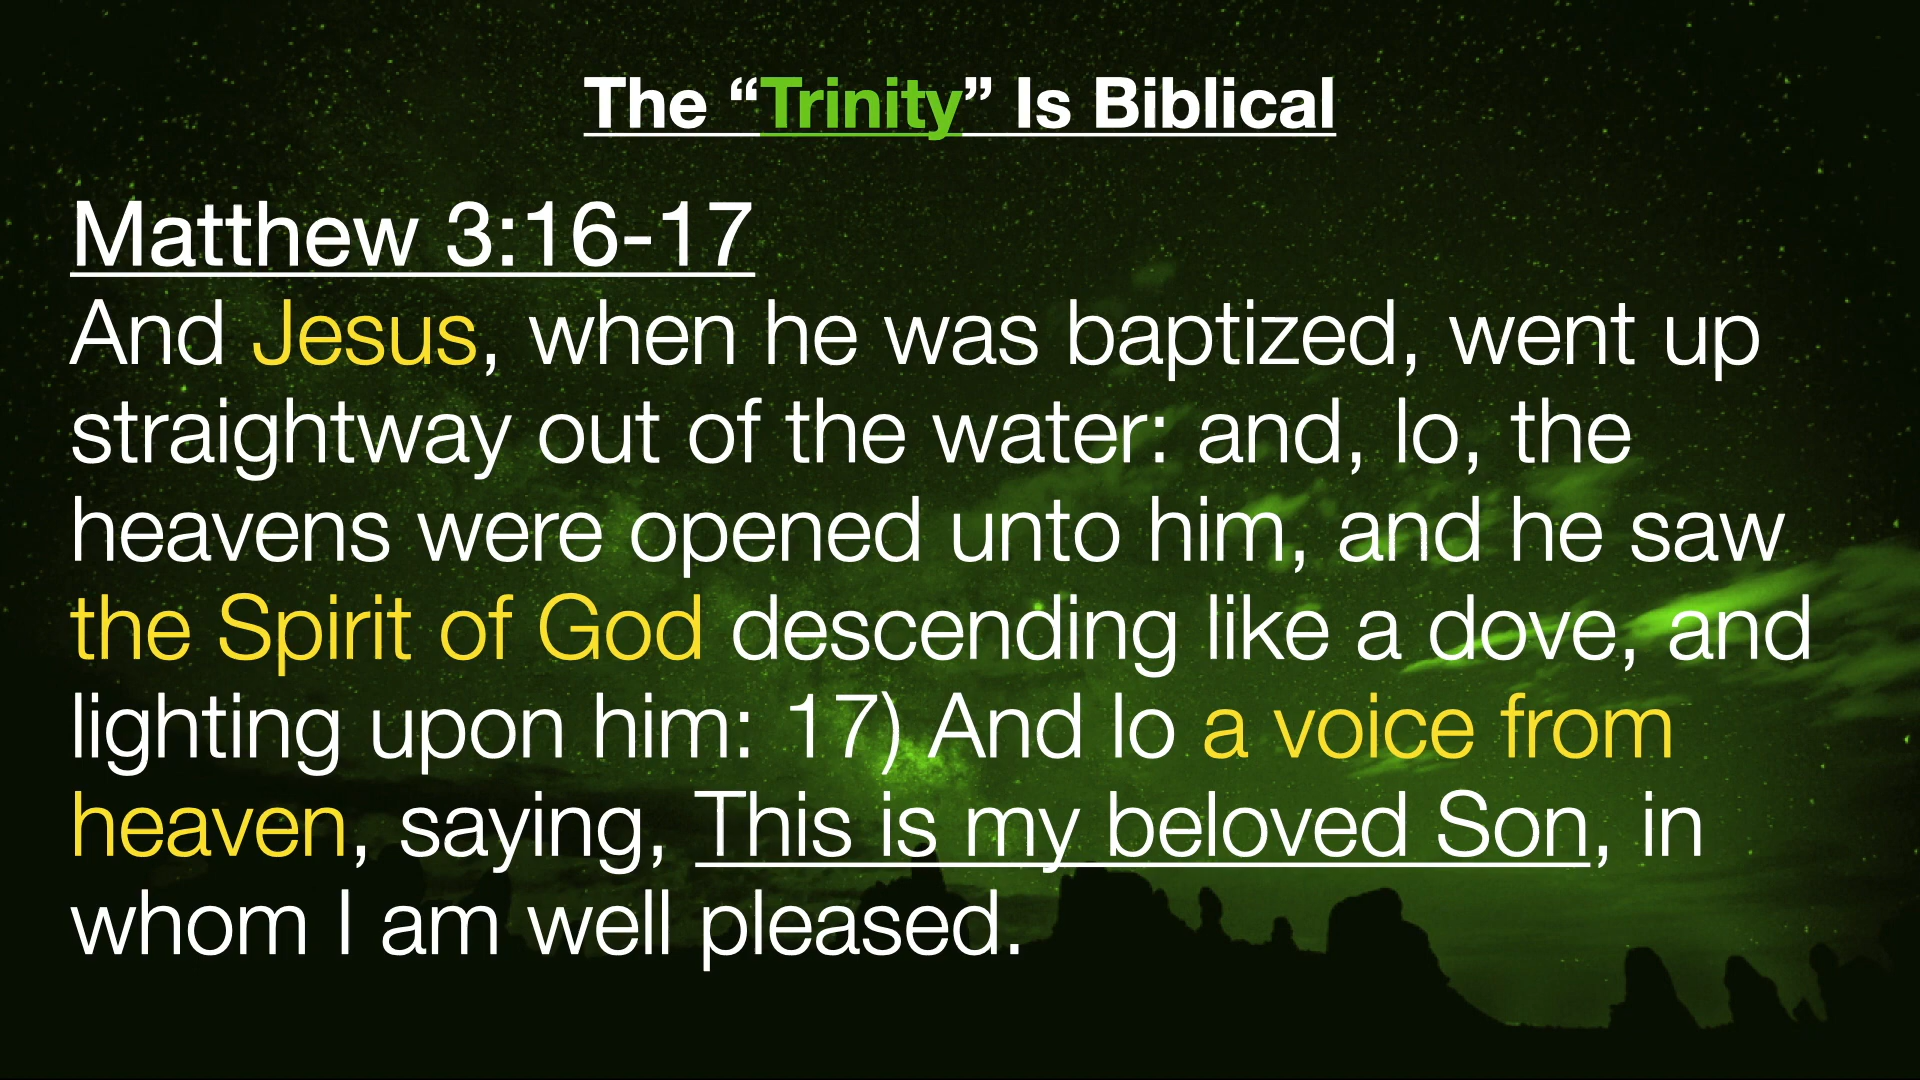 The “Trinity” Is Biblical
Matthew 3:16-17
And Jesus, when he was baptized, went up
straightway out of the water: and, lo, the
heavens were opened unto him, and he saw
the Spirit of God descending like a dove, and
lighting upon him: 17) And lo a voice from
heaven, saying, This is my beloved Son, in
whom I am well pleased.